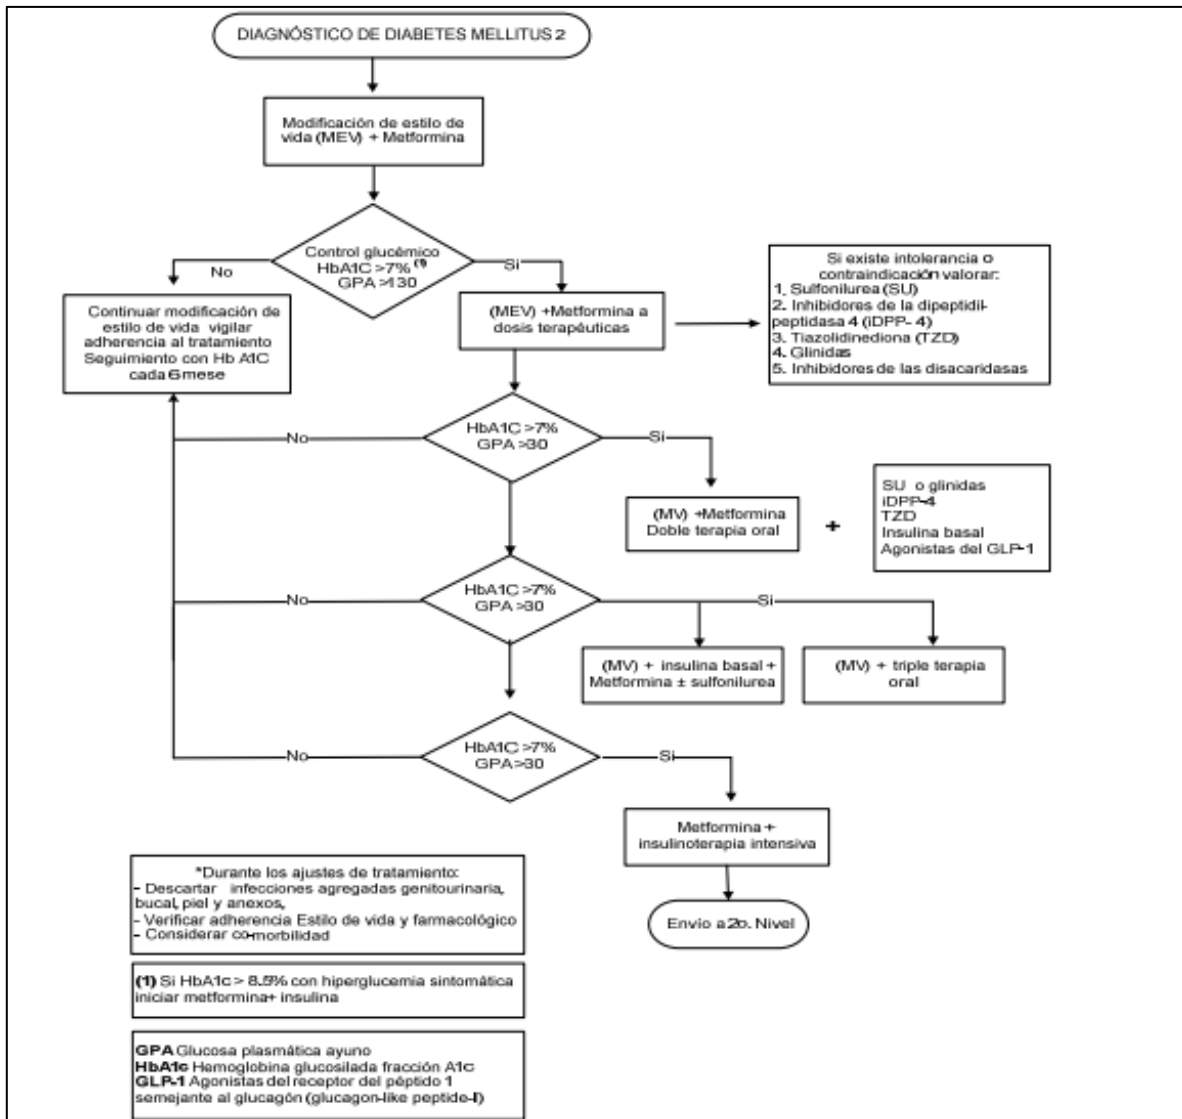 DIAGNÓSTICO DE DIABETES MELLITUS 2
Modificación de estilo de
vida (MEV) + Metformina
Control glucémico
HbA1C >7% (1)
GPA >130
No
Si
Continuar modificación de
estilo de vida vigilar
adherencia al tratamiento
Seguimiento con Hb A1C
cada 6 mese
(MEV) +Metformina a
dosis terapéuticas
Si existe intolerancia o
contraindicación valorar:
1. Sulfonilurea (SU)
2. Inhibidores de la dipeptidil-
peptidasa 4 (iDPP- 4)
3. Tiazolidinediona (TZD)
4. Glinidas
5. Inhibidores de las disacaridasas
HbA1C >7%
GPA >30
No
Si
(MV) +Metformina
Doble terapia oral
+
SU o glinidas
iDPP-4
TZD
Insulina basal
Agonistas del GLP-1
HbA1C >7%
GPA >30
No
Si
(MV) + insulina basal +
Metformina ± sulfonilurea
(MV) + triple terapia
oral
HbA1C >7%
GPA >30
No
Si
Metformina +
insulinoterapia intensiva
Envío a 2o. Nivel
*Durante los ajustes de tratamiento:
- Descartar infecciones agregadas genitourinaria,
bucal, piel y anexos,
- Verificar adherencia Estilo de vida y farmacológico
- Considerar co-morbilidad
(1) Si HbA1c > 8.5% con hiperglucemia sintomática
iniciar metformina+ insulina
GPA Glucosa plasmática ayuno
HbA1c Hemoglobina glucosilada fracción A1c
GLP-1 Agonistas del receptor del péptido 1
semejante al glucagón (glucagon-like peptide-I)